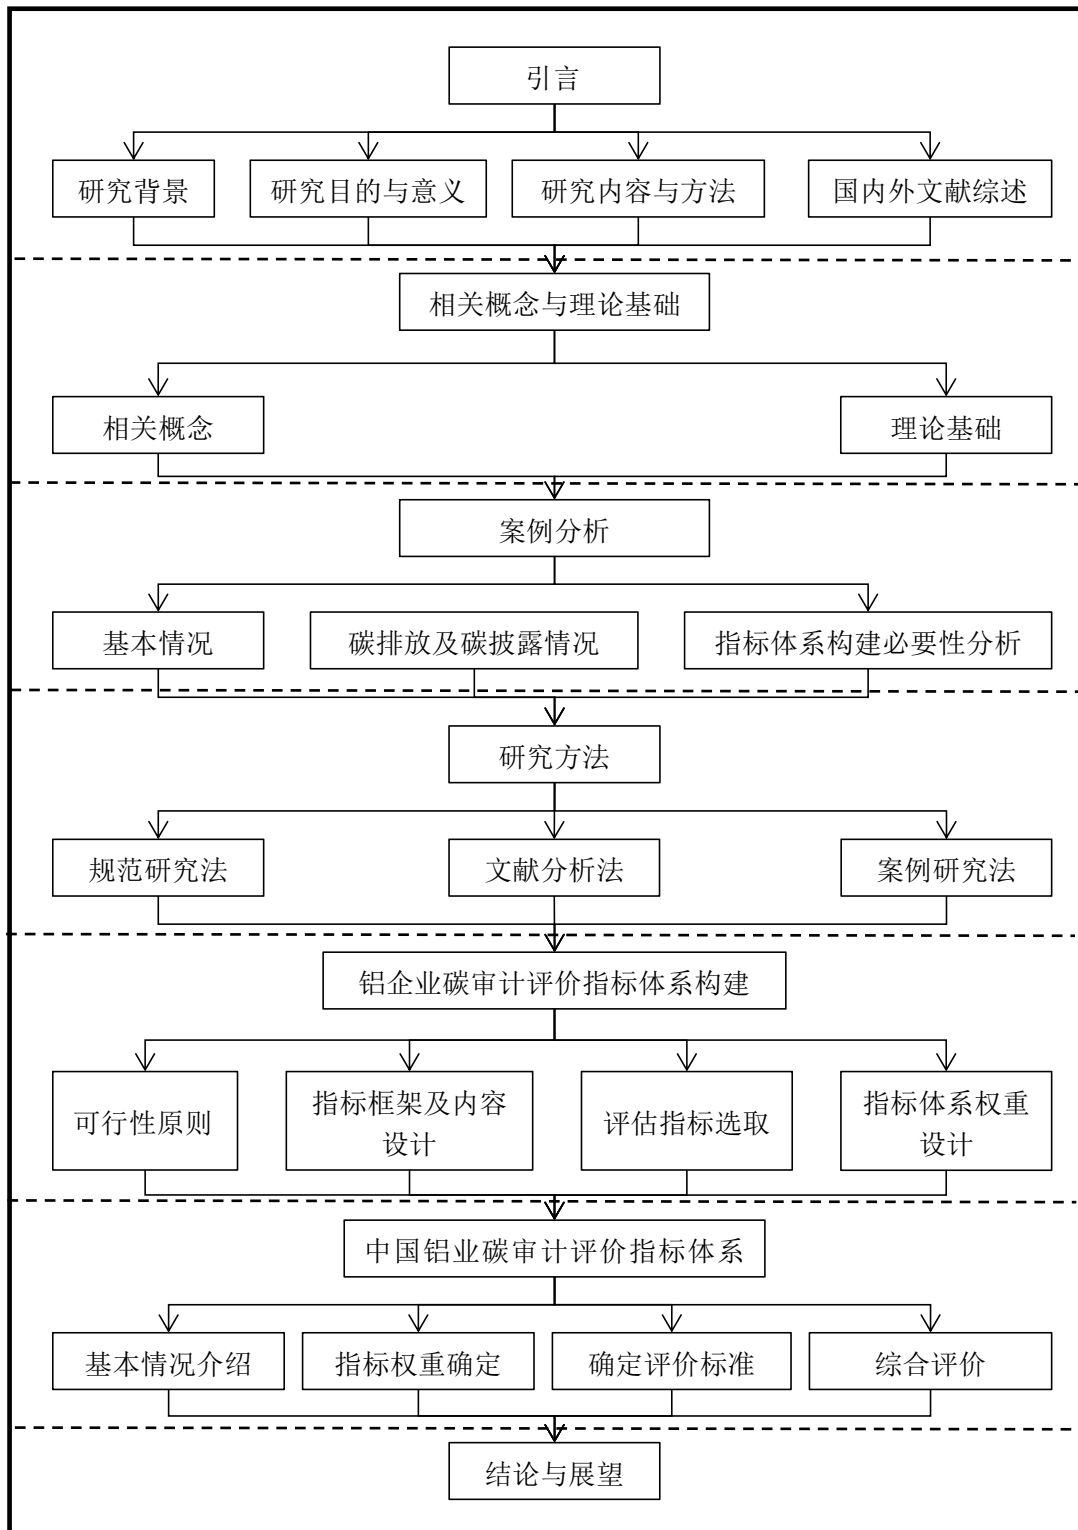 引言
研究背景
研究目的与意义
研究内容与方法
国内外文献综述
相关概念与理论基础
相关概念
理论基础
案例分析
基本情况
碳排放及碳披露情况
指标体系构建必要性分析
研究方法
规范研究法
文献分析法
案例研究法
铝企业碳审计评价指标体系构建
可行性原则
指标框架及内容
设计
评估指标选取
指标体系权重
设计
中国铝业碳审计评价指标体系
基本情况介绍
指标权重确定
确定评价标准
综合评价
结论与展望